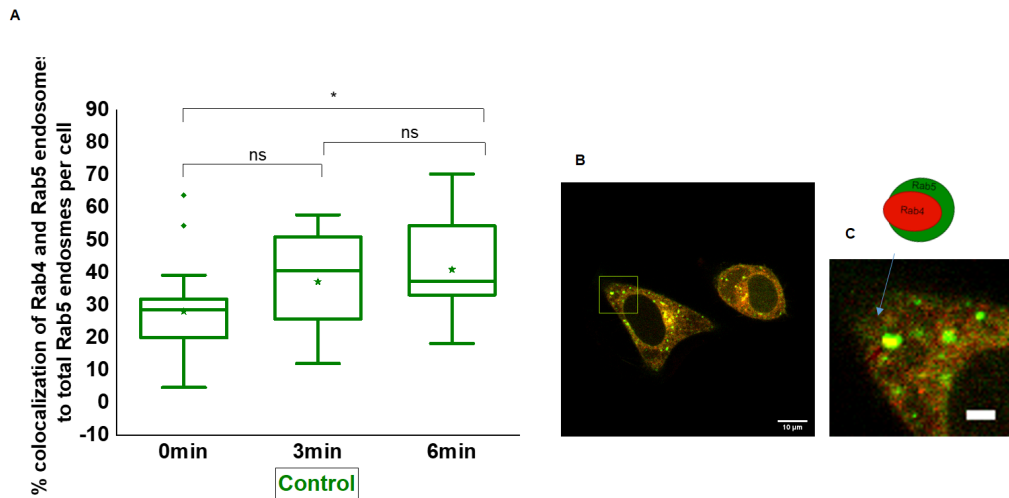 A
% colocalization of Rab4 and Rab5 endosomes
to total Rab5 endosmes per cell
90
80
70
60
50
40
30
20
10
0
-10
*
ns
ns
0min
3min
6min
Control
B
10 µm
C
Rab5
Rab4